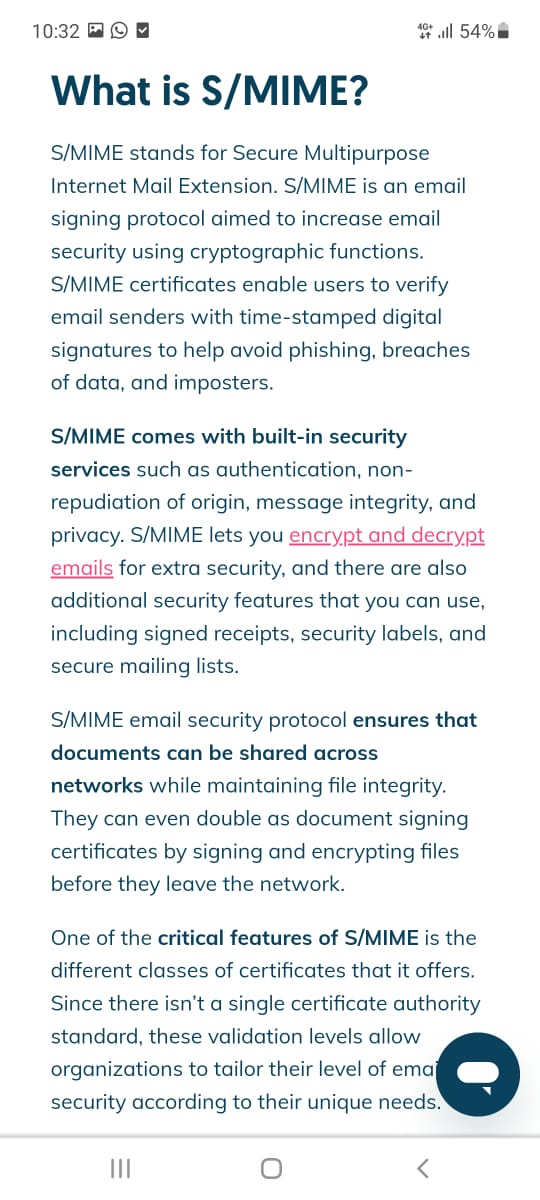 10:32
4G+
54%
What is S/MIME?
S/MIME stands for Secure Multipurpose
Internet Mail Extension. S/MIME is an email
signing protocol aimed to increase email
security using cryptographic functions.
S/MIME certificates enable users to verify
email senders with time-stamped digital
signatures to help avoid phishing, breaches
of data, and imposters.
S/MIME comes with built-in security
services such as authentication, non-
repudiation of origin, message integrity, and
privacy. S/MIME lets you encrypt and decrypt
emails for extra security, and there are also
additional security features that you can use,
including signed receipts, security labels, and
secure mailing lists.
S/MIME email security protocol ensures that
documents can be shared across
networks while maintaining file integrity.
They can even double as document signing
certificates by signing and encrypting files
before they leave the network.
One of the critical features of S/MIME is the
different classes of certificates that it offers.
Since there isn't a single certificate authority
standard, these validation levels allow
organizations to tailor their level of
security according to their unique needs.